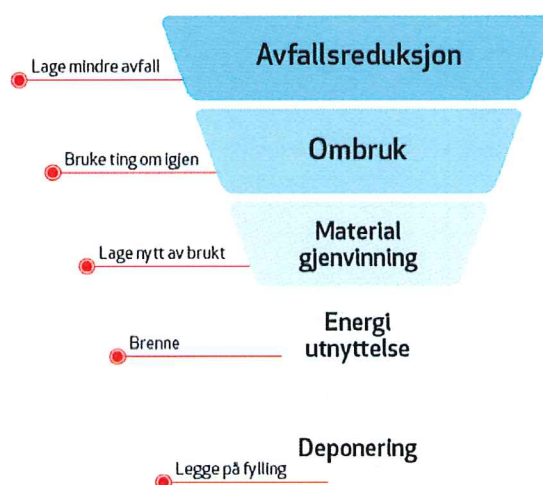 Avfallsreduksjon
Lage mindre avfall
Ombruk
Bruke ting om igjen
Material
gjenvinning
Lage nytt av brukt
Energi
utnyttelse
Brenne
Deponering
Legge på fylling